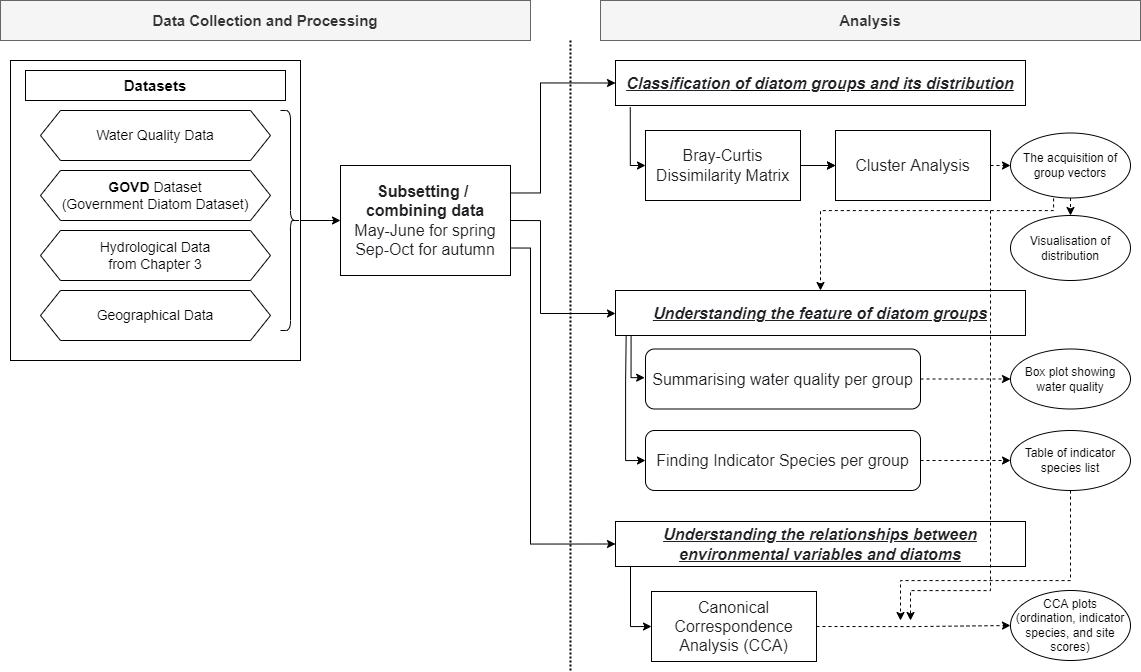 Data Collection and Processing
Analysis
Datasets
Water Quality Data
GOVD Dataset
(Government Diatom Dataset)
Hydrological Data
from Chapter 3
Geographical Data
Subsetting /
combining data
May-June for spring
Sep-Oct for autumn
Classification of diatom groups and its distribution
Bray-Curtis
Dissimilarity Matrix
Cluster Analysis
The acquisition of
group vectors
Visualisation of
distribution
Understanding the feature of diatom groups
Summarising water quality per group
Box plot showing
water quality
Finding Indicator Species per group
Table of indicator
species list
Understanding the relationships between
environmental variables and diatoms
Canonical
Correspondence
Analysis (CCA)
CCA plots
(ordination, indicator
species, and site
scores)